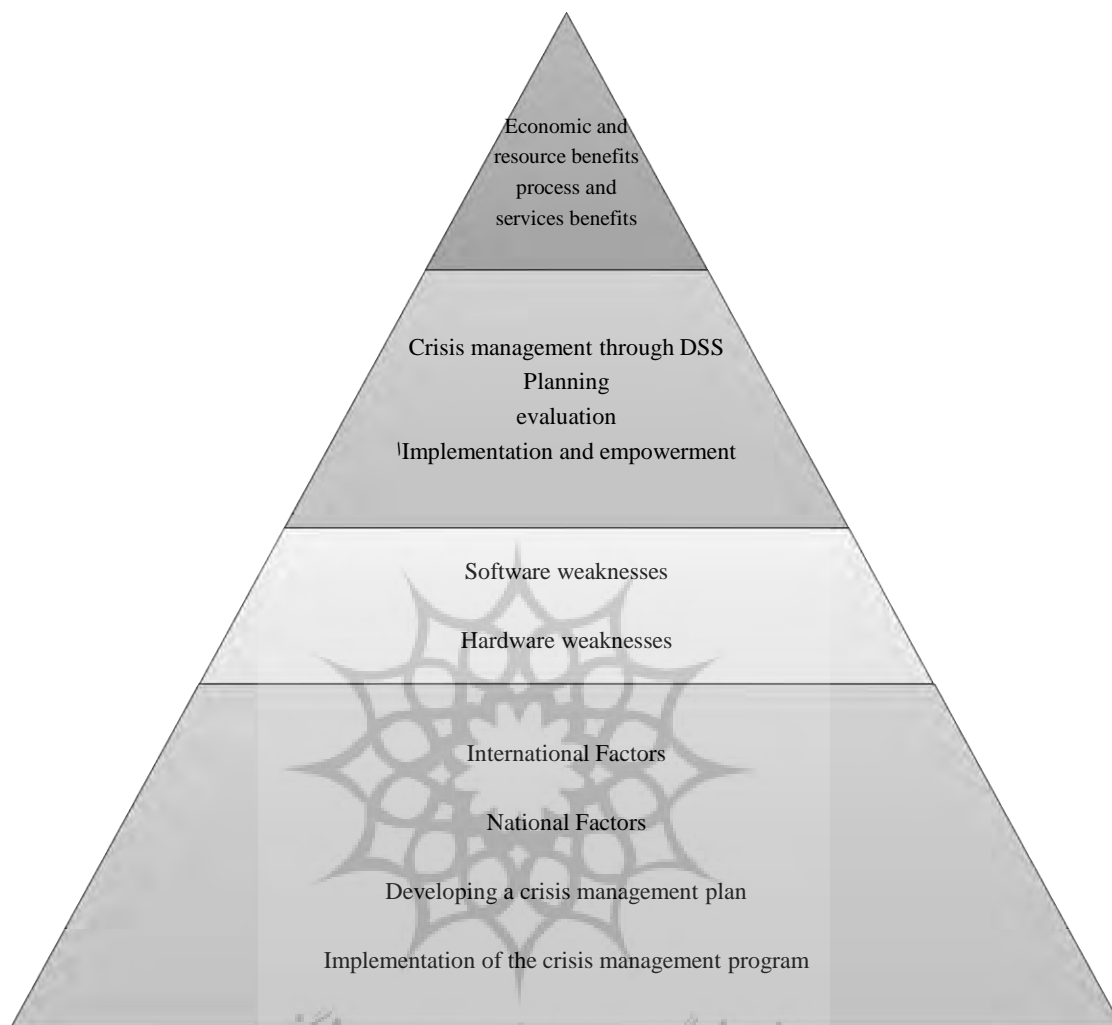 Economic and
resource benefits
process and
services benefits
Crisis management through DSS
Planning
evaluation
\Implementation and empowerment
Software weaknesses
Hardware weaknesses
International Factors
National Factors
Developing a crisis management plan
Implementation of the crisis management program